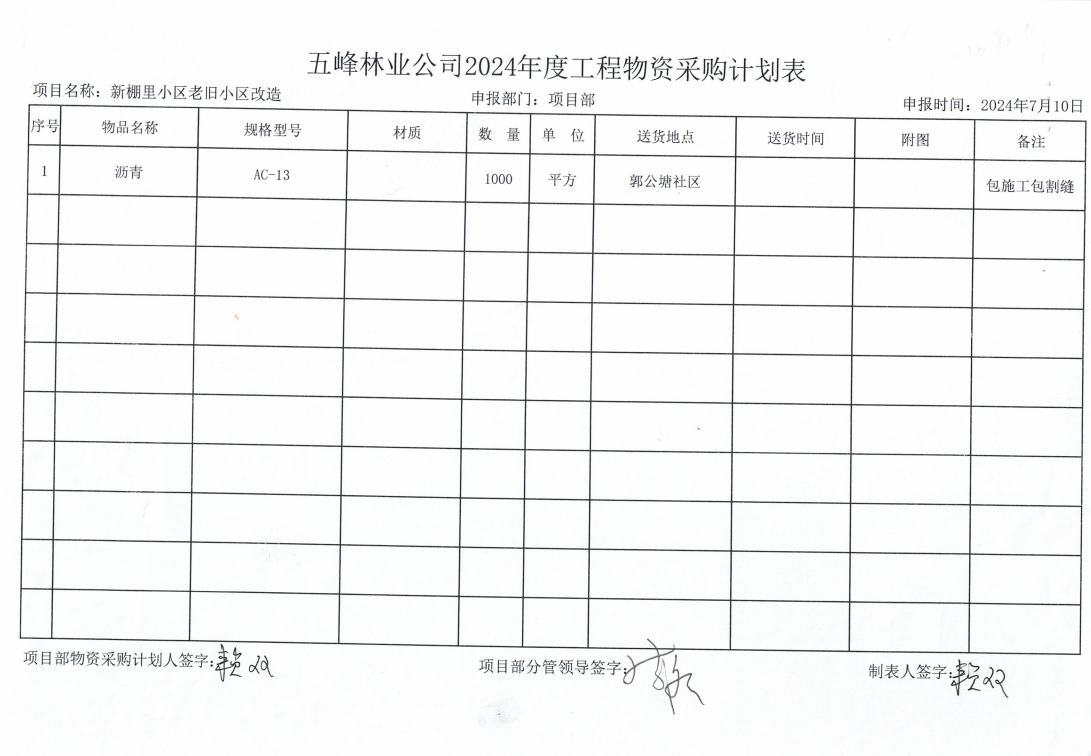 五峰林业公司2024年度工程物资采购计划表
项目名称：新棚里小区老旧小区改造 申报部门：项目部 申报时间：2024年7月10日
序号 物品名称 规格型号 材质 数 量 单 位 送货地点 送货时间 附图 备注
1 沥青 AC-13 1000 平方 郭公塘社区 包施工包割缝
项目部物资采购计划人签字:赖双 项目部分管领导签字: 制表人签字:赖双